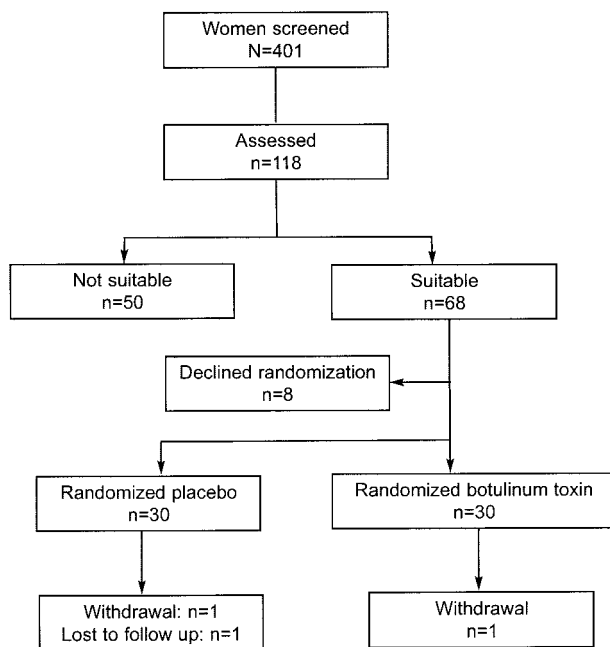 Women screened
N=401
Assessed
n=118
Not suitable
n=50
Suitable
n=68
Declined randomization
n=8
Randomized placebo
n=30
Randomized botulinum toxin
n=30
Withdrawal: n=1
Lost to follow up: n=1
Withdrawal
n=1